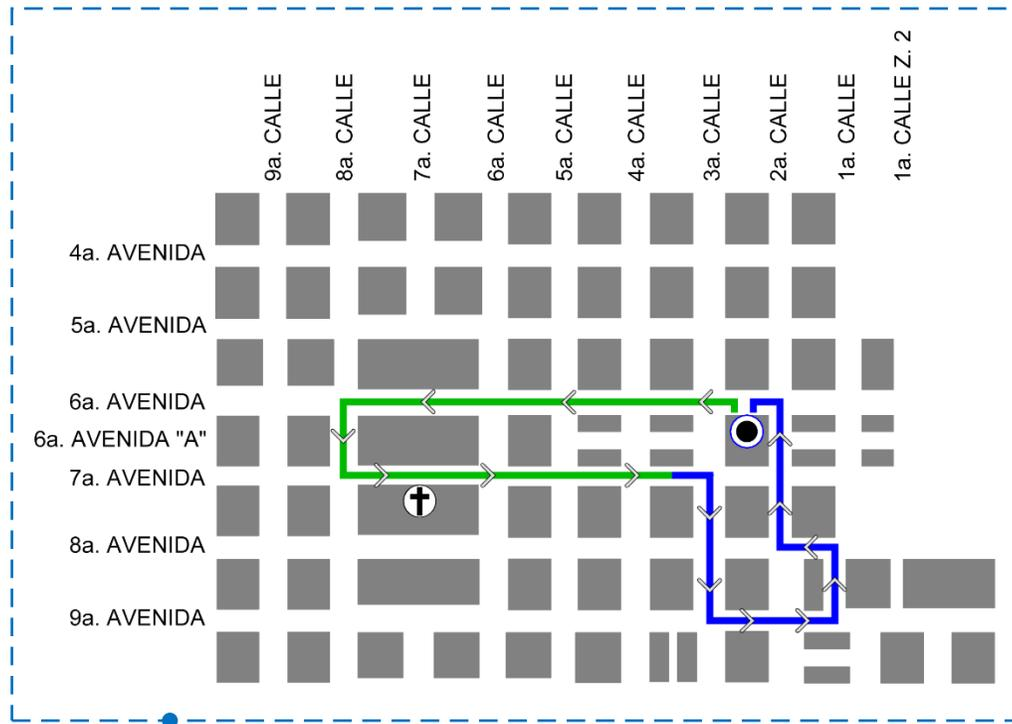 9a. CALLE
8a. CALLE
7a. CALLE
6a. CALLE
5a. CALLE
4a. CALLE
3a. CALLE
2a. CALLE
1a. CALLE
1a. CALLE Z. 2
4a. AVENIDA
5a. AVENIDA
6a. AVENIDA
6a. AVENIDA "A"
7a. AVENIDA
8a. AVENIDA
9a. AVENIDA